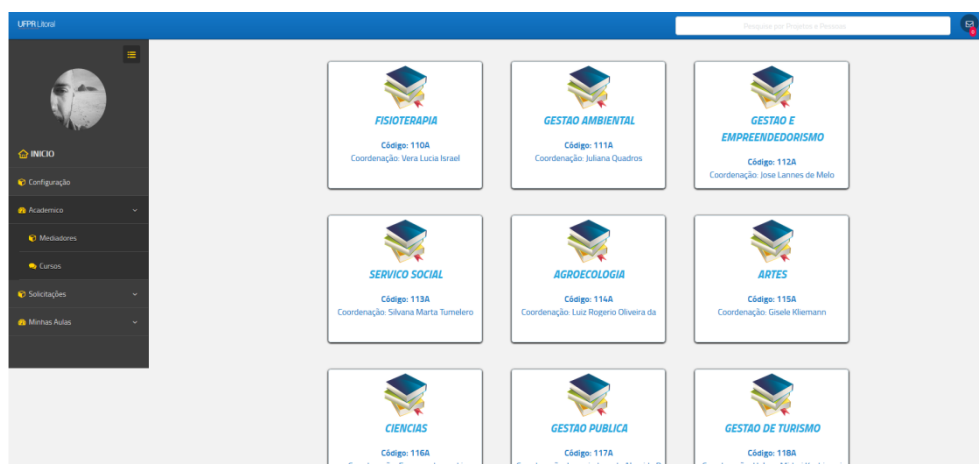 UFPR Litoral
Pesquise por Projetos e Pessoas
INICIO
Configuração
Academico
Mediadores
Cursos
Solicitações
Minhas Aulas
FISIOTERAPIA
Código: 110A
Coordenação: Vera Lucia Israel
GESTAO AMBIENTAL
Código: 111A
Coordenação: Juliana Quadros
GESTAO E
EMPREENDEDORISMO
Código: 112A
Coordenação: Jose Lannes de Melo
SERVICO SOCIAL
Código: 113A
Coordenação: Silvana Marta Tumelero
AGROECOLOGIA
Código: 114A
Coordenação: Luiz Rogerio Oliveira da
ARTES
Código: 115A
Coordenação: Gisele Kliemann
CIENCIAS
Código: 116A
GESTAO PUBLICA
Código: 117A
GESTAO DE TURISMO
Código: 118A